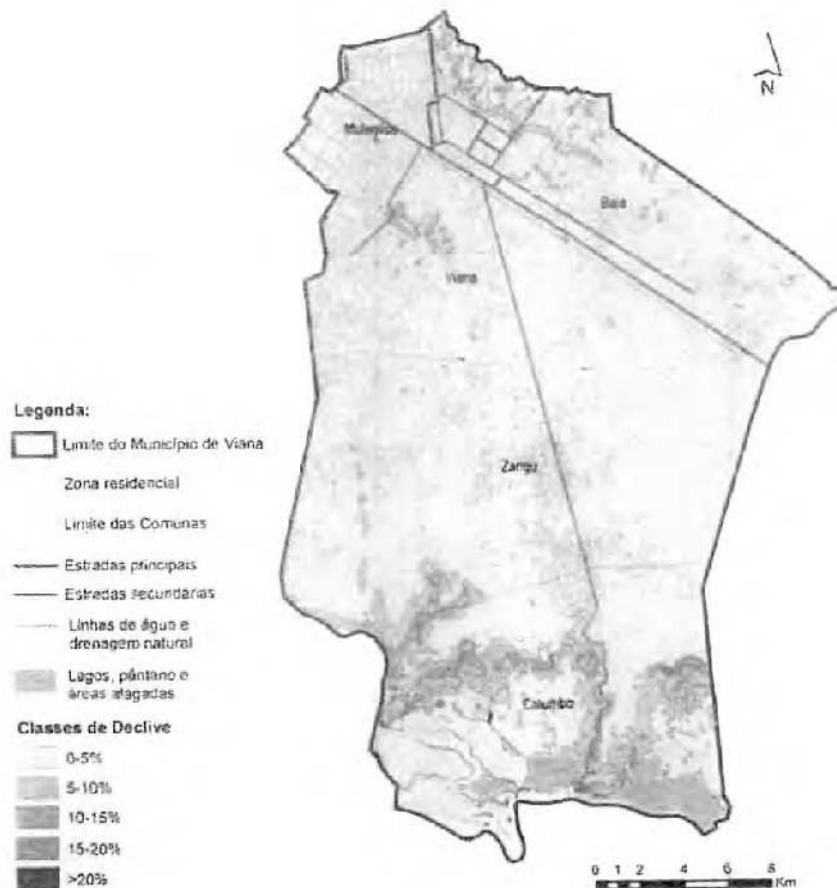 N
Baia
Viana
Zango
Calumbo
Legenda:
Limite do Município de Viana
Zona residencial
Limite das Comunas
Estradas principais
Estradas secundárias
Linhas de água e
drenagem natural
Lagos, pântano e
áreas alagadas
Classes de Declive
0-5%
5-10%
10-15%
15-20%
>20%
0 1 2 4 6 8
Km